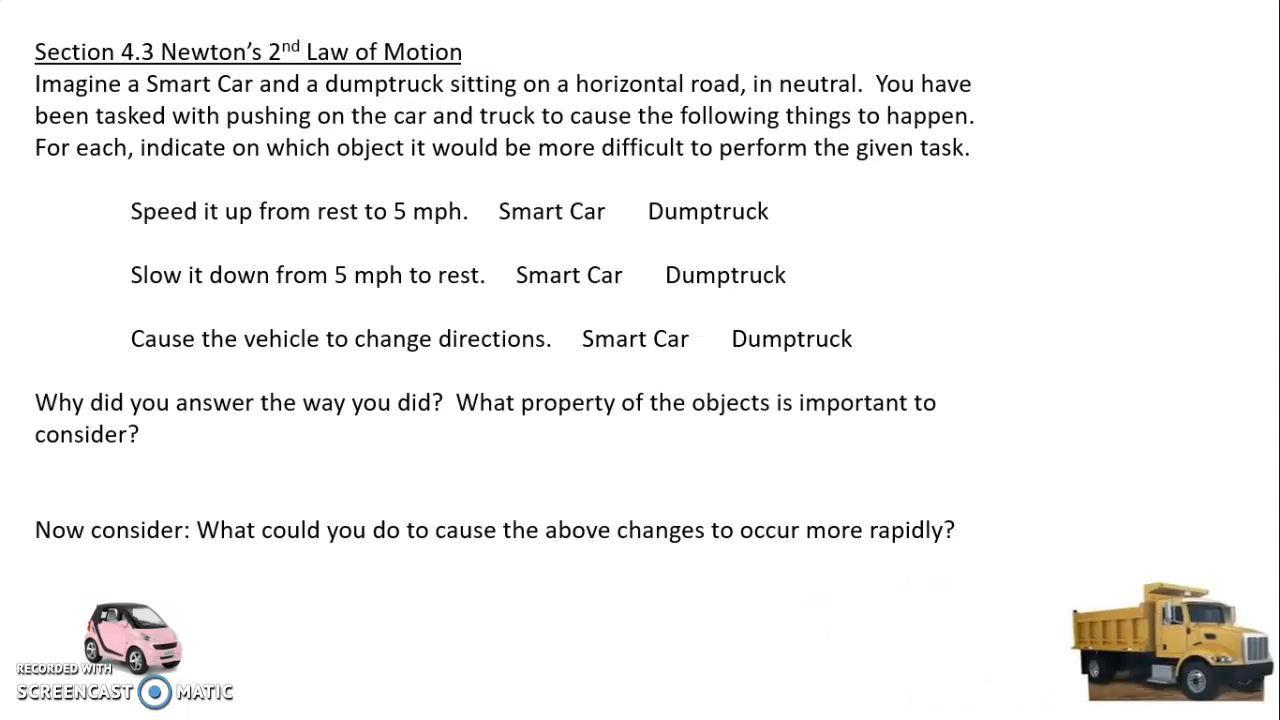 Section 4.3 Newton's 2nd Law of Motion
Imagine a Smart Car and a dumptruck sitting on a horizontal road, in neutral.  You have
been tasked with pushing on the car and truck to cause the following things to happen.
For each, indicate on which object it would be more difficult to perform the given task.
Speed it up from rest to 5 mph.    Smart Car    Dumptruck
Slow it down from 5 mph to rest.    Smart Car    Dumptruck
Cause the vehicle to change directions.    Smart Car    Dumptruck
Why did you answer the way you did?  What property of the objects is important to
consider?
Now consider: What could you do to cause the above changes to occur more rapidly?
RECORDED WITH
SCREENCAST MATIC